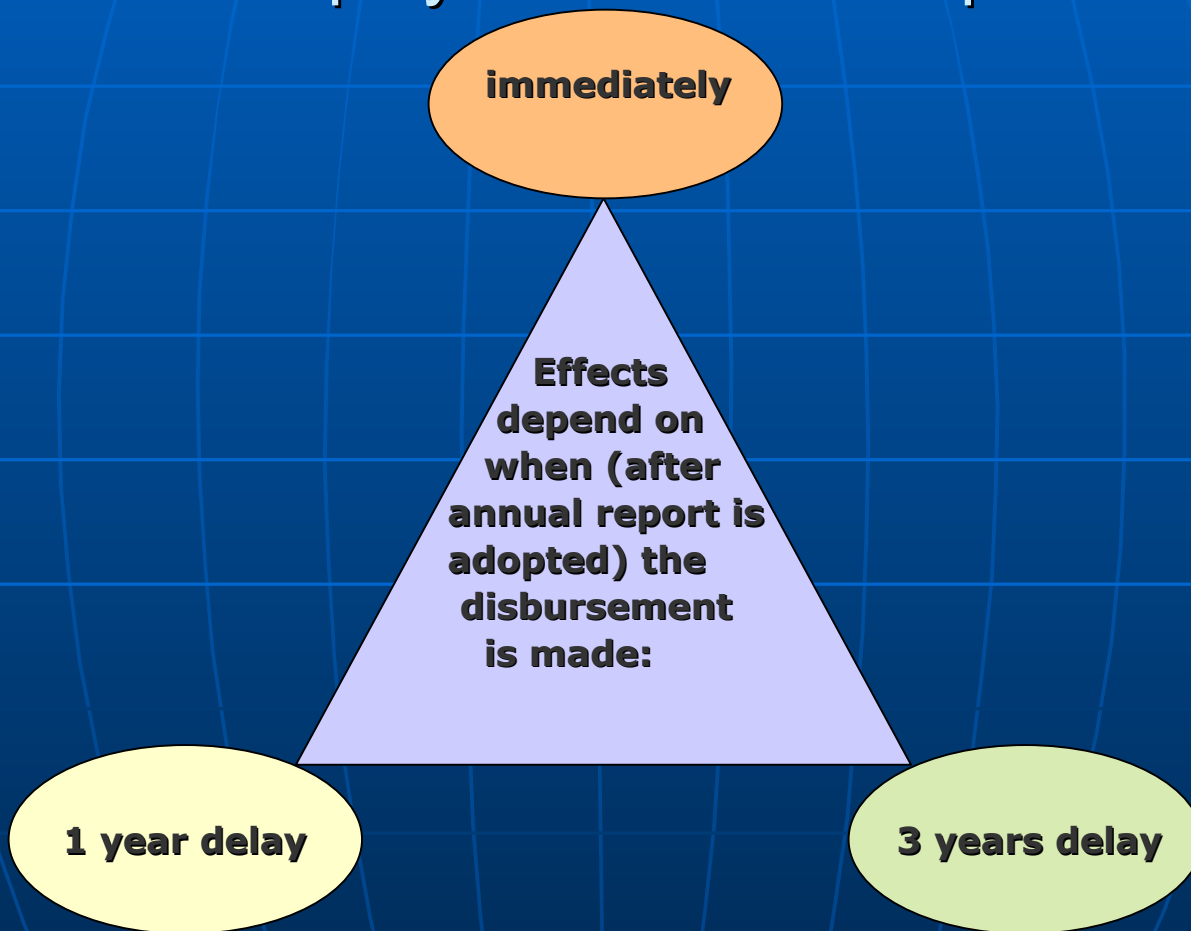 immediately
Effects
depend on
when (after
annual report is
adopted) the
disbursement
is made:
1 year delay
3 years delay